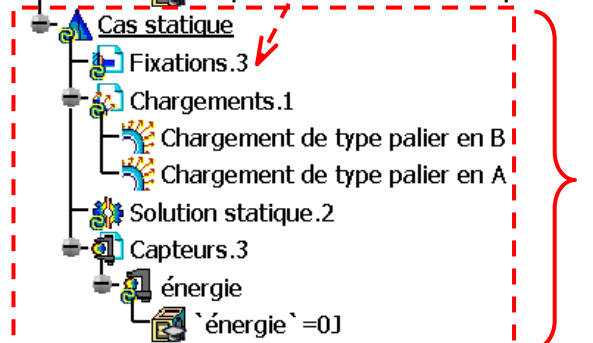 Cas statique
Fixations.3
Chargements.1
Chargement de type palier en B
Chargement de type palier en A
Solution statique.2
Capteurs.3
énergie
`énergie`=0J